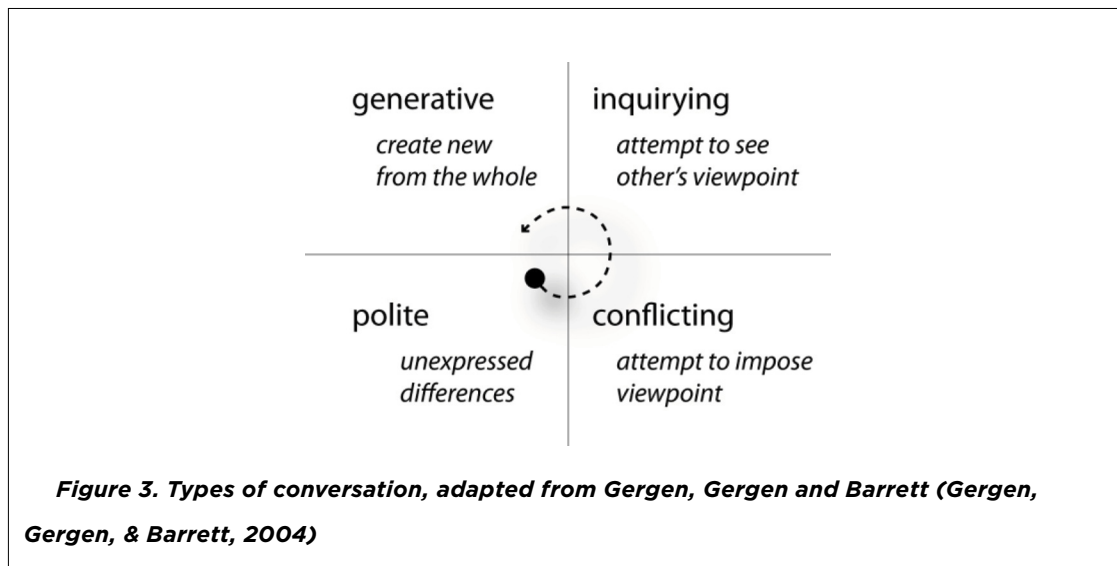 generative
create new
from the whole
inquirying
attempt to see
other's viewpoint
polite
unexpressed
differences
conflicting
attempt to impose
viewpoint
Figure 3. Types of conversation, adapted from Gergen, Gergen and Barrett (Gergen,
Gergen, & Barrett, 2004)